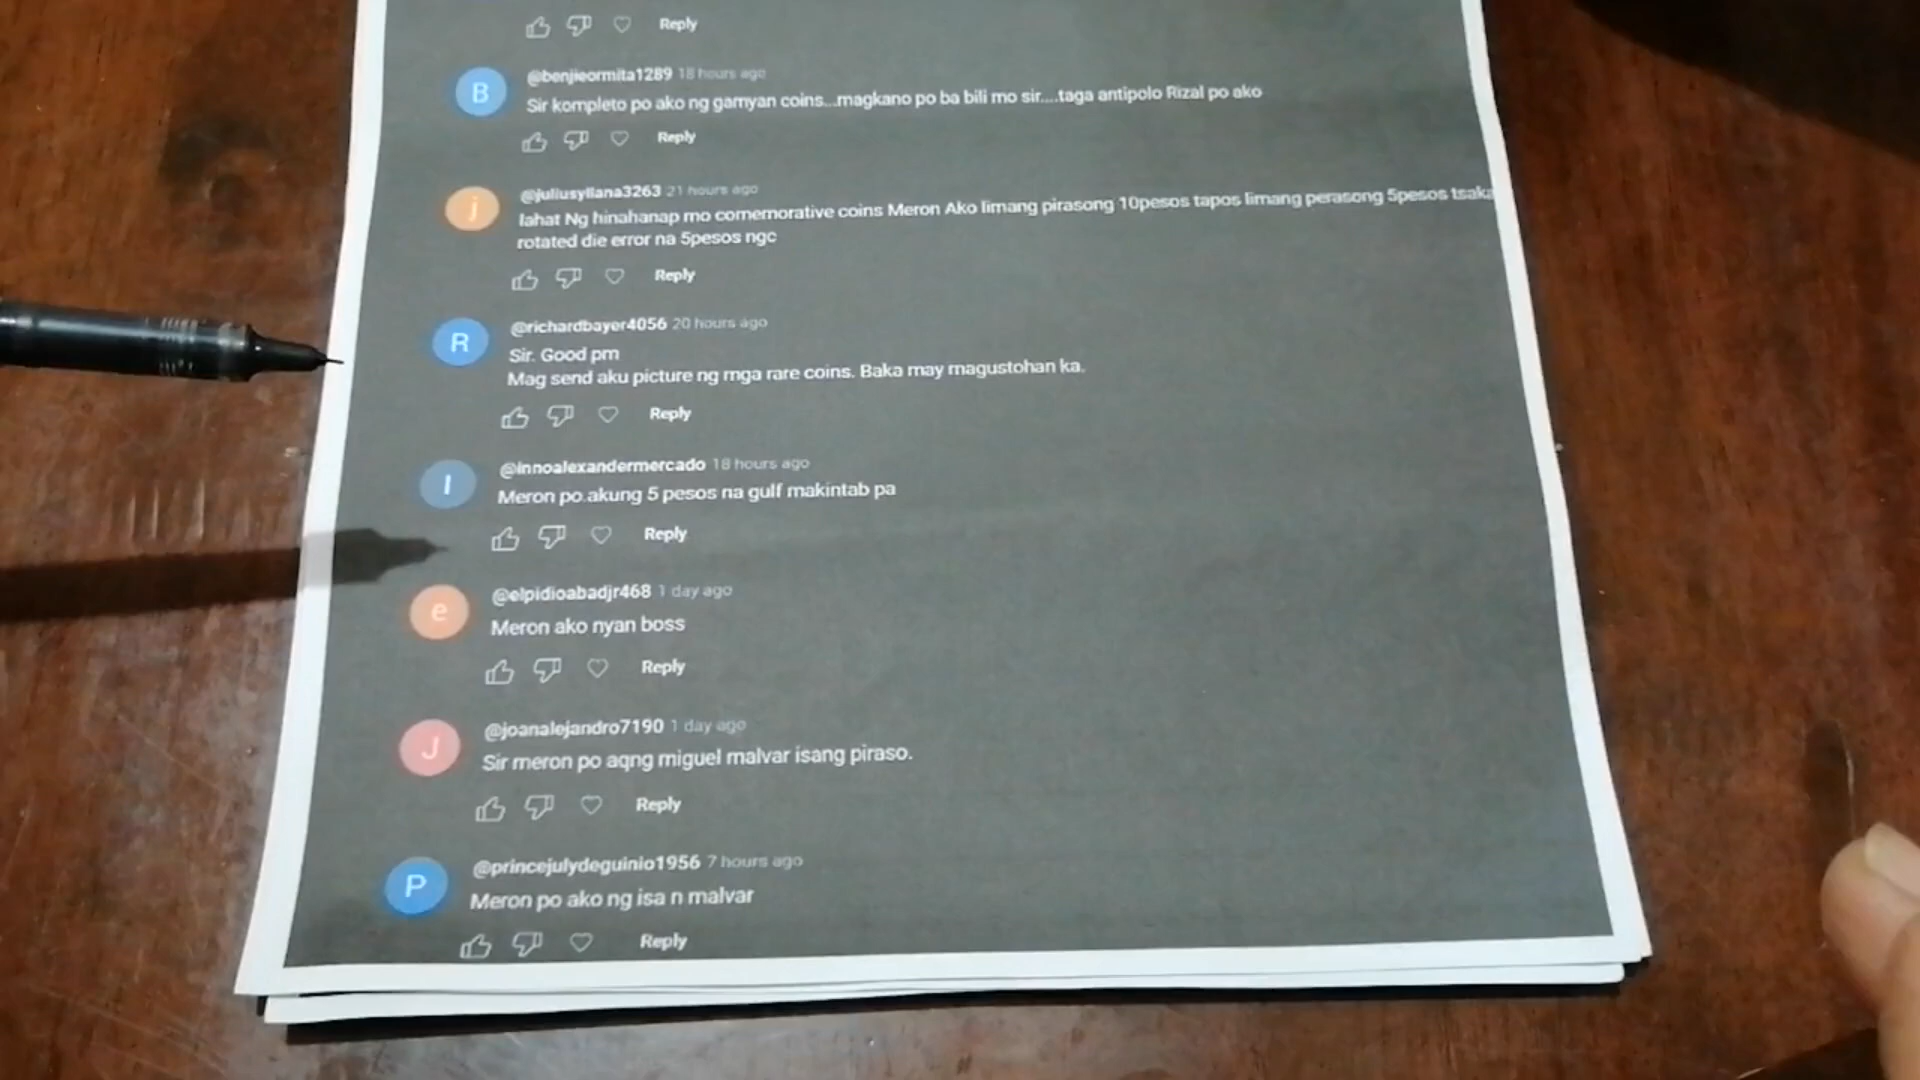 Reply
B
@benjieormita1289 18 hours ago
Sir kompleto po ako ng gamyan coins...magkano po ba bili mo sir....taga antipolo Rizal po ako
Reply
j
@juliusyllana3263 21 hours ago
lahat Ng hinahanap mo comemorative coins Meron Ako limang pirasong 10pesos tapos limang perasong 5pesos tsaka
rotated die error na 5pesos ngc
Reply
R
@richardbayer4056 20 hours ago
Sir. Good pm
Mag send aku picture ng mga rare coins. Baka may magustohan ka.
Reply
I
@innoalexandermercado 18 hours ago
Meron po.akung 5 pesos na gulf makintab pa
Reply
e
@elpidioabadjr468 1 day ago
Meron ako nyan boss
Reply
J
@joanalejandro7190 1 day ago
Sir meron po aqng miguel malvar isang piraso.
Reply
P
@princejulydeguinio1956 7 hours ago
Meron po ako ng isa n malvar
Reply